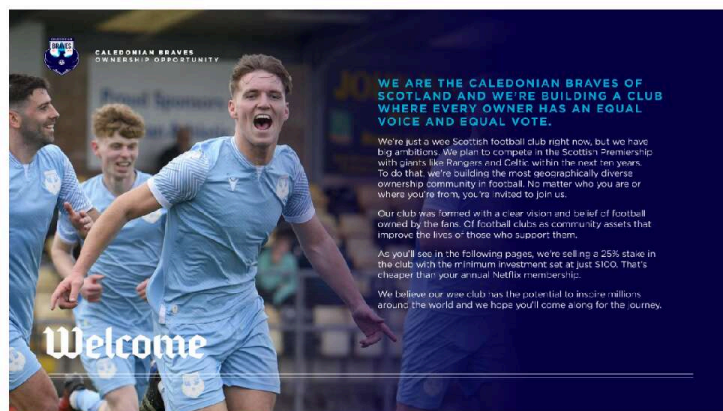 CALEDONIAN
BRAVES
CALEDONIAN BRAVES
OWNERSHIP OPPORTUNITY
Proud Sponsors
WE ARE THE CALEDONIAN BRAVES OF
SCOTLAND AND WE'RE BUILDING A CLUB
WHERE EVERY OWNER HAS AN EQUAL
VOICE AND EQUAL VOTE.
We're just a wee Scottish football club right now, but we have
big ambitions. We plan to compete in the Scottish Premiership
with giants like Rangers and Celtic within the next ten years.
To do that, we're building the most geographically diverse
ownership community in football. No matter who you are or
where you're from, you're invited to join us.
Our club was formed with a clear vision and belief of football
owned by the fans. Of football clubs as community assets that
improve the lives of those who support them.
As you'll see in the following pages, we're selling a 25% stake in
the club with the minimum investment set at just $100. That's
cheaper than your annual Netflix membership.
We believe our wee club has the potential to inspire millions
around the world and we hope you'll come along for the journey.
Welcome